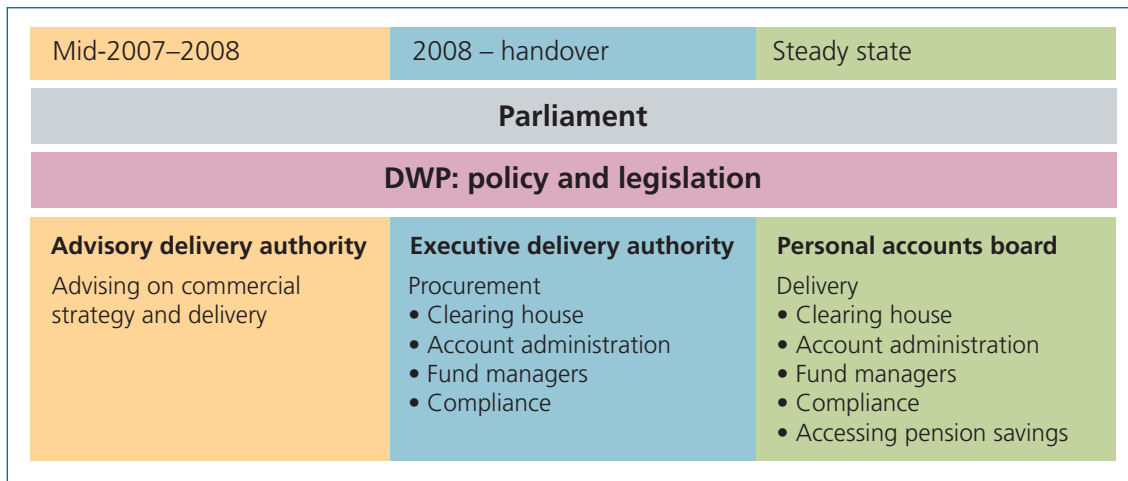 Mid-2007–2008
2008 – handover
Steady state
Parliament
DWP: policy and legislation
Advisory delivery authority
Advising on commercial
strategy and delivery
Executive delivery authority
Procurement
• Clearing house
• Account administration
• Fund managers
• Compliance
Personal accounts board
Delivery
• Clearing house
• Account administration
• Fund managers
• Compliance
• Accessing pension savings